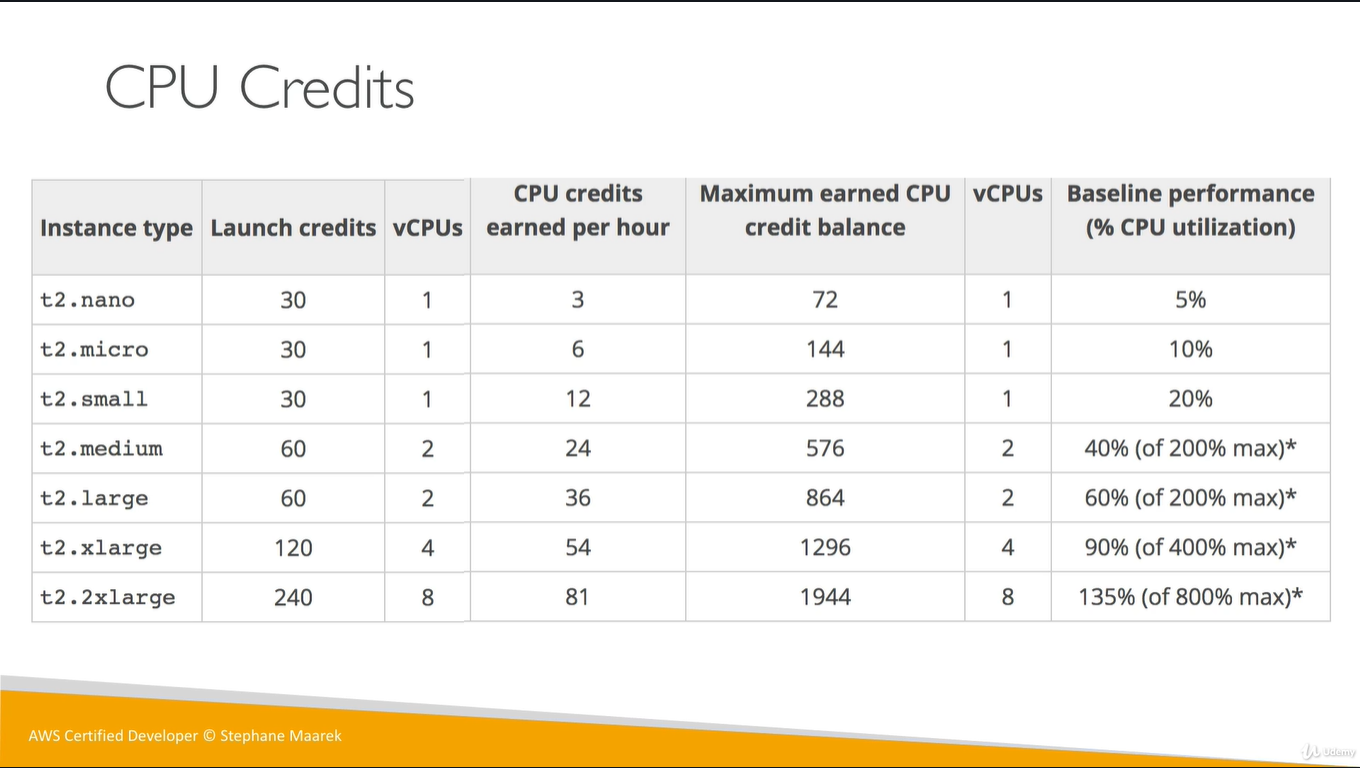 CPU Credits
Instance type Launch credits vCPUs CPU credits earned per hour Maximum earned CPU credit balance vCPUs Baseline performance (% CPU utilization)
t2.nano 30 1 3 72 1 5%
t2.micro 30 1 6 144 1 10%
t2.small 30 1 12 288 1 20%
t2.medium 60 2 24 576 2 40% (of 200% max)*
t2.large 60 2 36 864 2 60% (of 200% max)*
t2.xlarge 120 4 54 1296 4 90% (of 400% max)*
t2.2xlarge 240 8 81 1944 8 135% (of 800% max)*
AWS Certified Developer © Stephane Maarek
Udemy